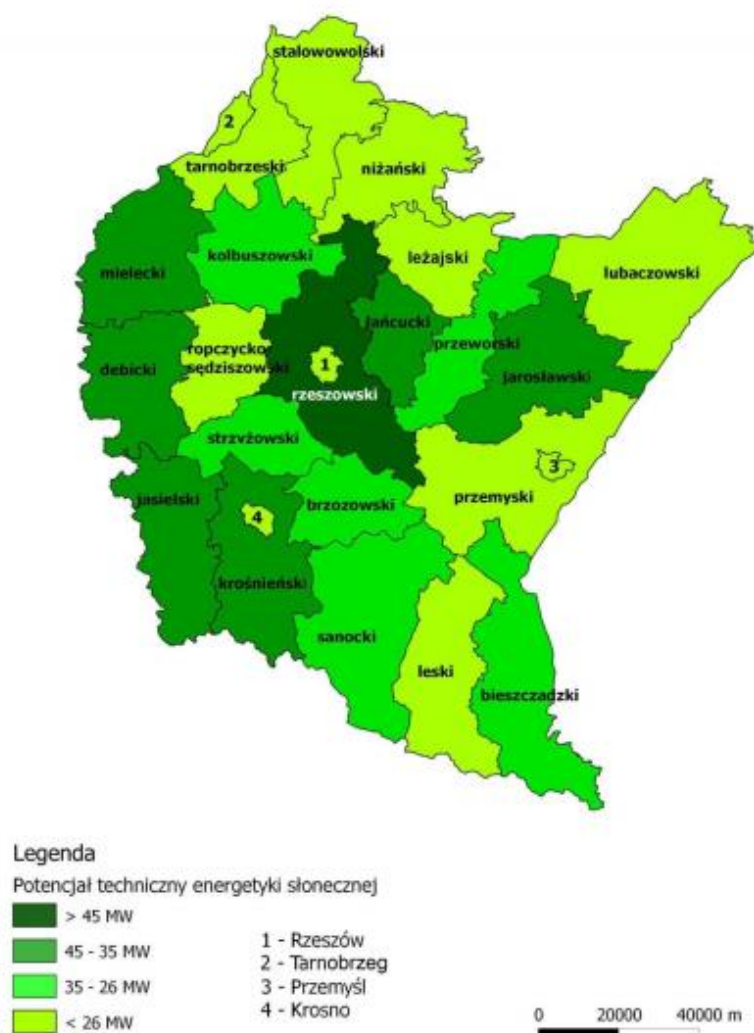 stalowowolski
2
tarnobrzeski
niżański
kolbuszowski
leżajski
mielecki
lubaczowski
łańcucki
ropczycko-
sędziszowski
przeworski
dębicki
1
jarosławski
rzeszowski
strzyżowski
3
przemyski
jasielski
brzozowski
4
krośnieński
sanocki
leski
bieszczadzki
Legenda
Potencjał techniczny energetyki słonecznej
> 45 MW
45 - 35 MW
35 - 26 MW
< 26 MW
1 - Rzeszów
2 - Tarnobrzeg
3 - Przemyśl
4 - Krosno
0 20000 40000 m